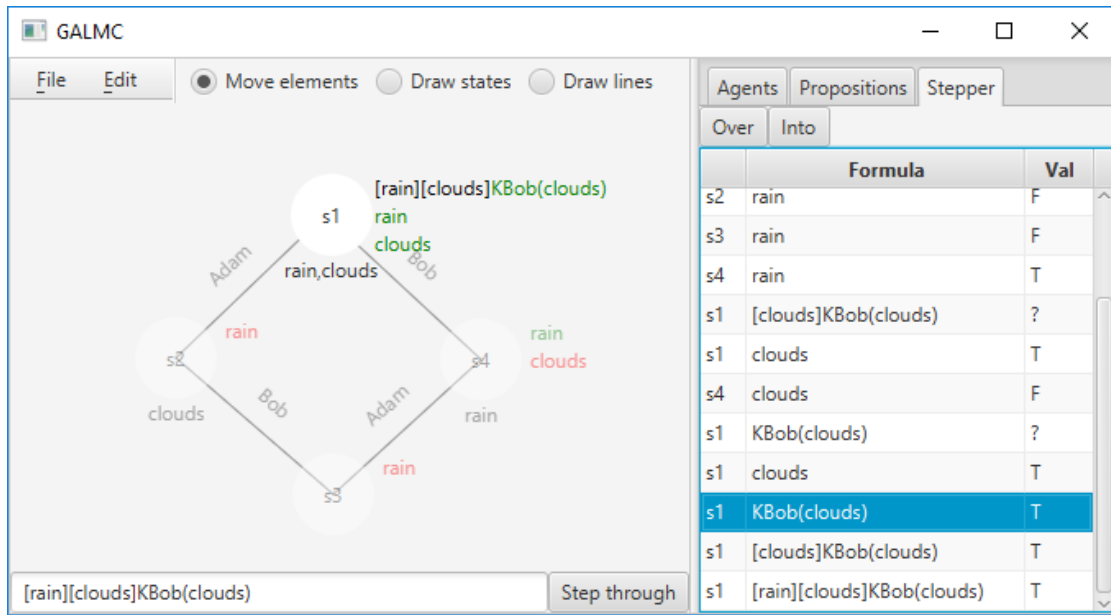 GALMC
File Edit Move elements Draw states Draw lines
Agents Propositions Stepper
Over Into
[rain][clouds]KBob(clouds)
s1 rain
clouds
rain,clouds
Adam Bob
rain
s2
clouds
rain
s4 clouds
rain
Bob Adam
rain
s3
[rain][clouds]KBob(clouds) Step through
Formula Val
s2 rain F
s3 rain F
s4 rain T
s1 [clouds]KBob(clouds) ?
s1 clouds T
s4 clouds F
s1 KBob(clouds) ?
s1 clouds T
s1 KBob(clouds) T
s1 [clouds]KBob(clouds) T
s1 [rain][clouds]KBob(clouds) T